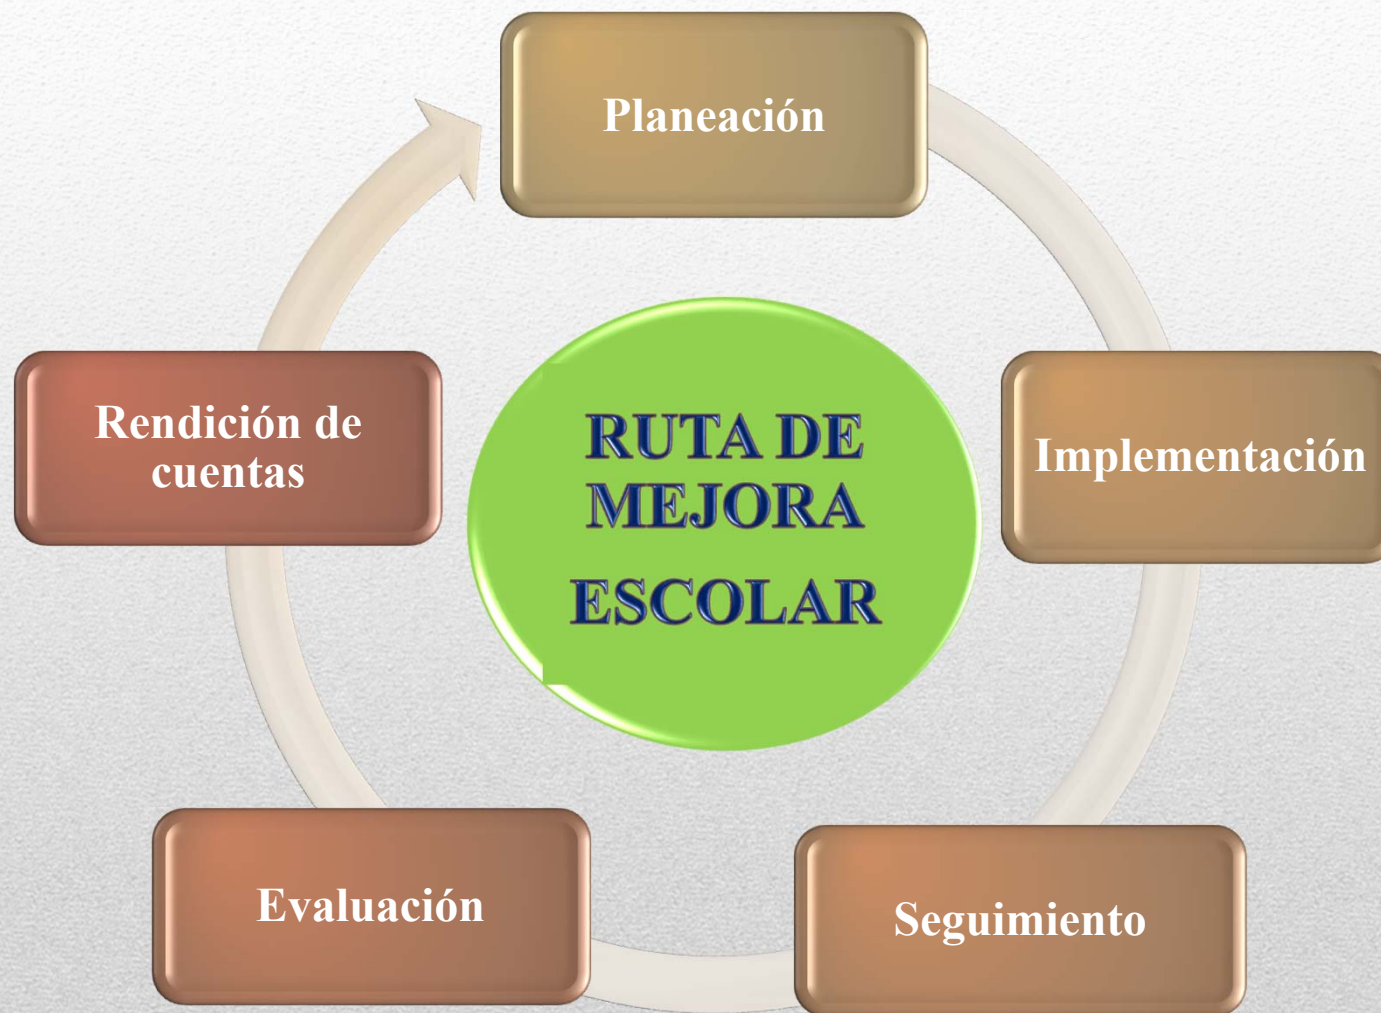 Planeación
Implementación
Seguimiento
Evaluación
Rendición de
cuentas
RUTA DE
MEJORA
ESCOLAR